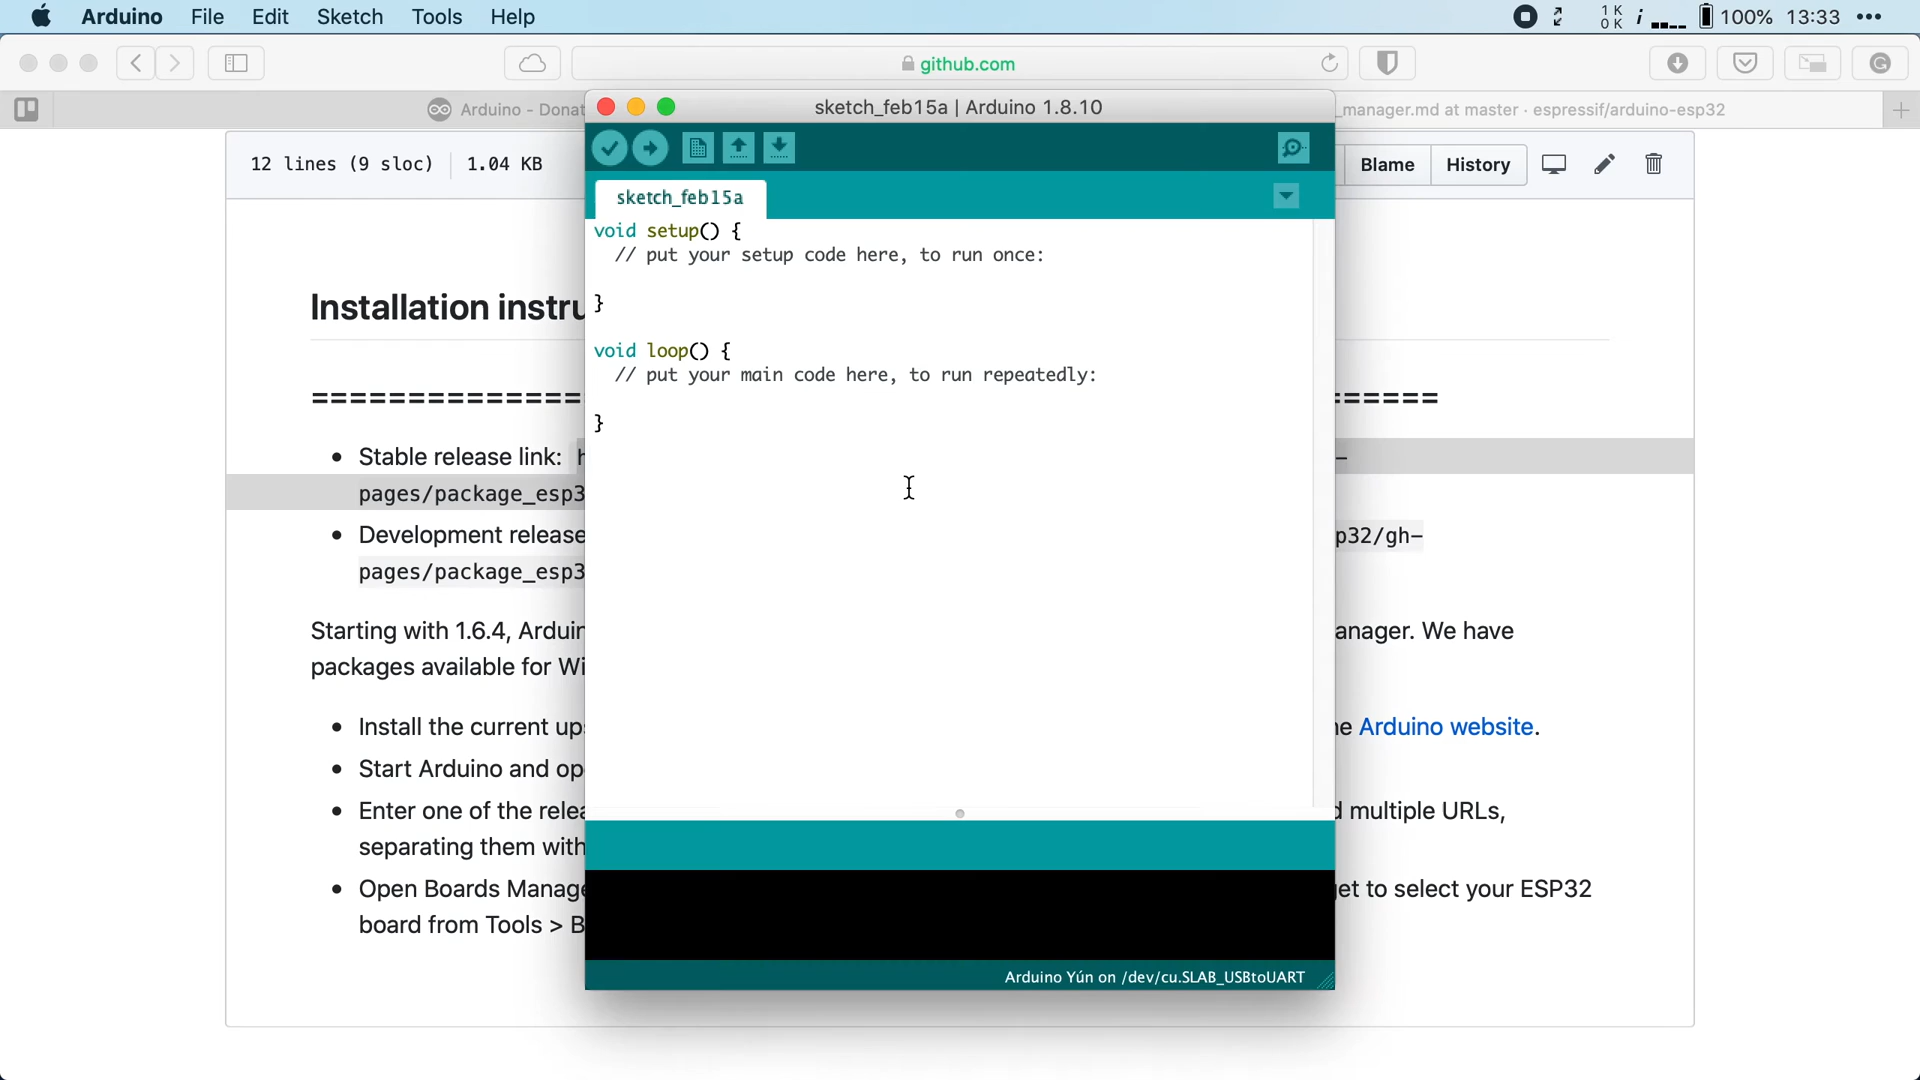 Arduino File Edit Sketch Tools Help 1 K 0 K 100% 13:33
github.com
Arduino - Donat _manager.md at master · espressif/arduino-esp32
sketch_feb15a | Arduino 1.8.10
12 lines (9 sloc) 1.04 KB Blame History
sketch_feb15a
void setup() {
// put your setup code here, to run once:
}
void loop() {
// put your main code here, to run repeatedly:
}
Installation instru
===============
======
• Stable release link: h -
pages/package_esp3
• Development release p32/gh-
pages/package_esp3
Starting with 1.6.4, Arduin anager. We have
packages available for Wi
• Install the current ups he Arduino website.
• Start Arduino and op
• Enter one of the relea d multiple URLs,
separating them with
• Open Boards Manage get to select your ESP32
board from Tools > B
Arduino Yún on /dev/cu.SLAB_USBtoUART